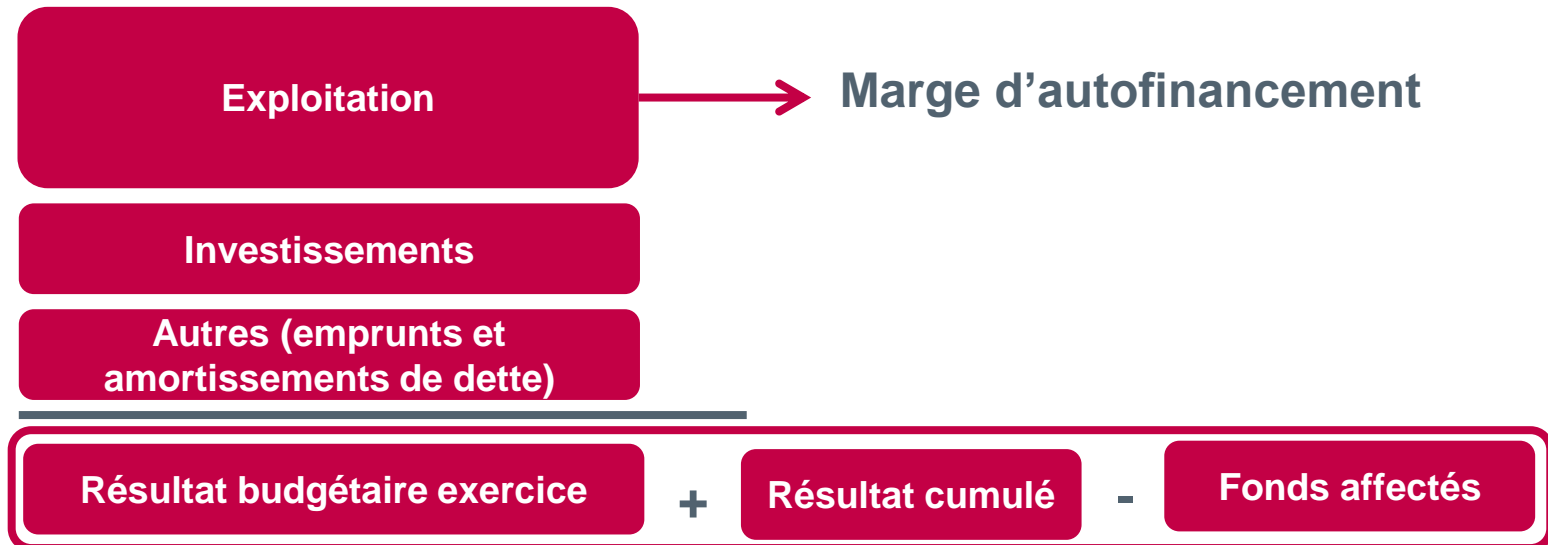 Exploitation
Marge d’autofinancement
Investissements
Autres (emprunts et
amortissements de dette)
Résultat budgétaire exercice + Résultat cumulé - Fonds affectés